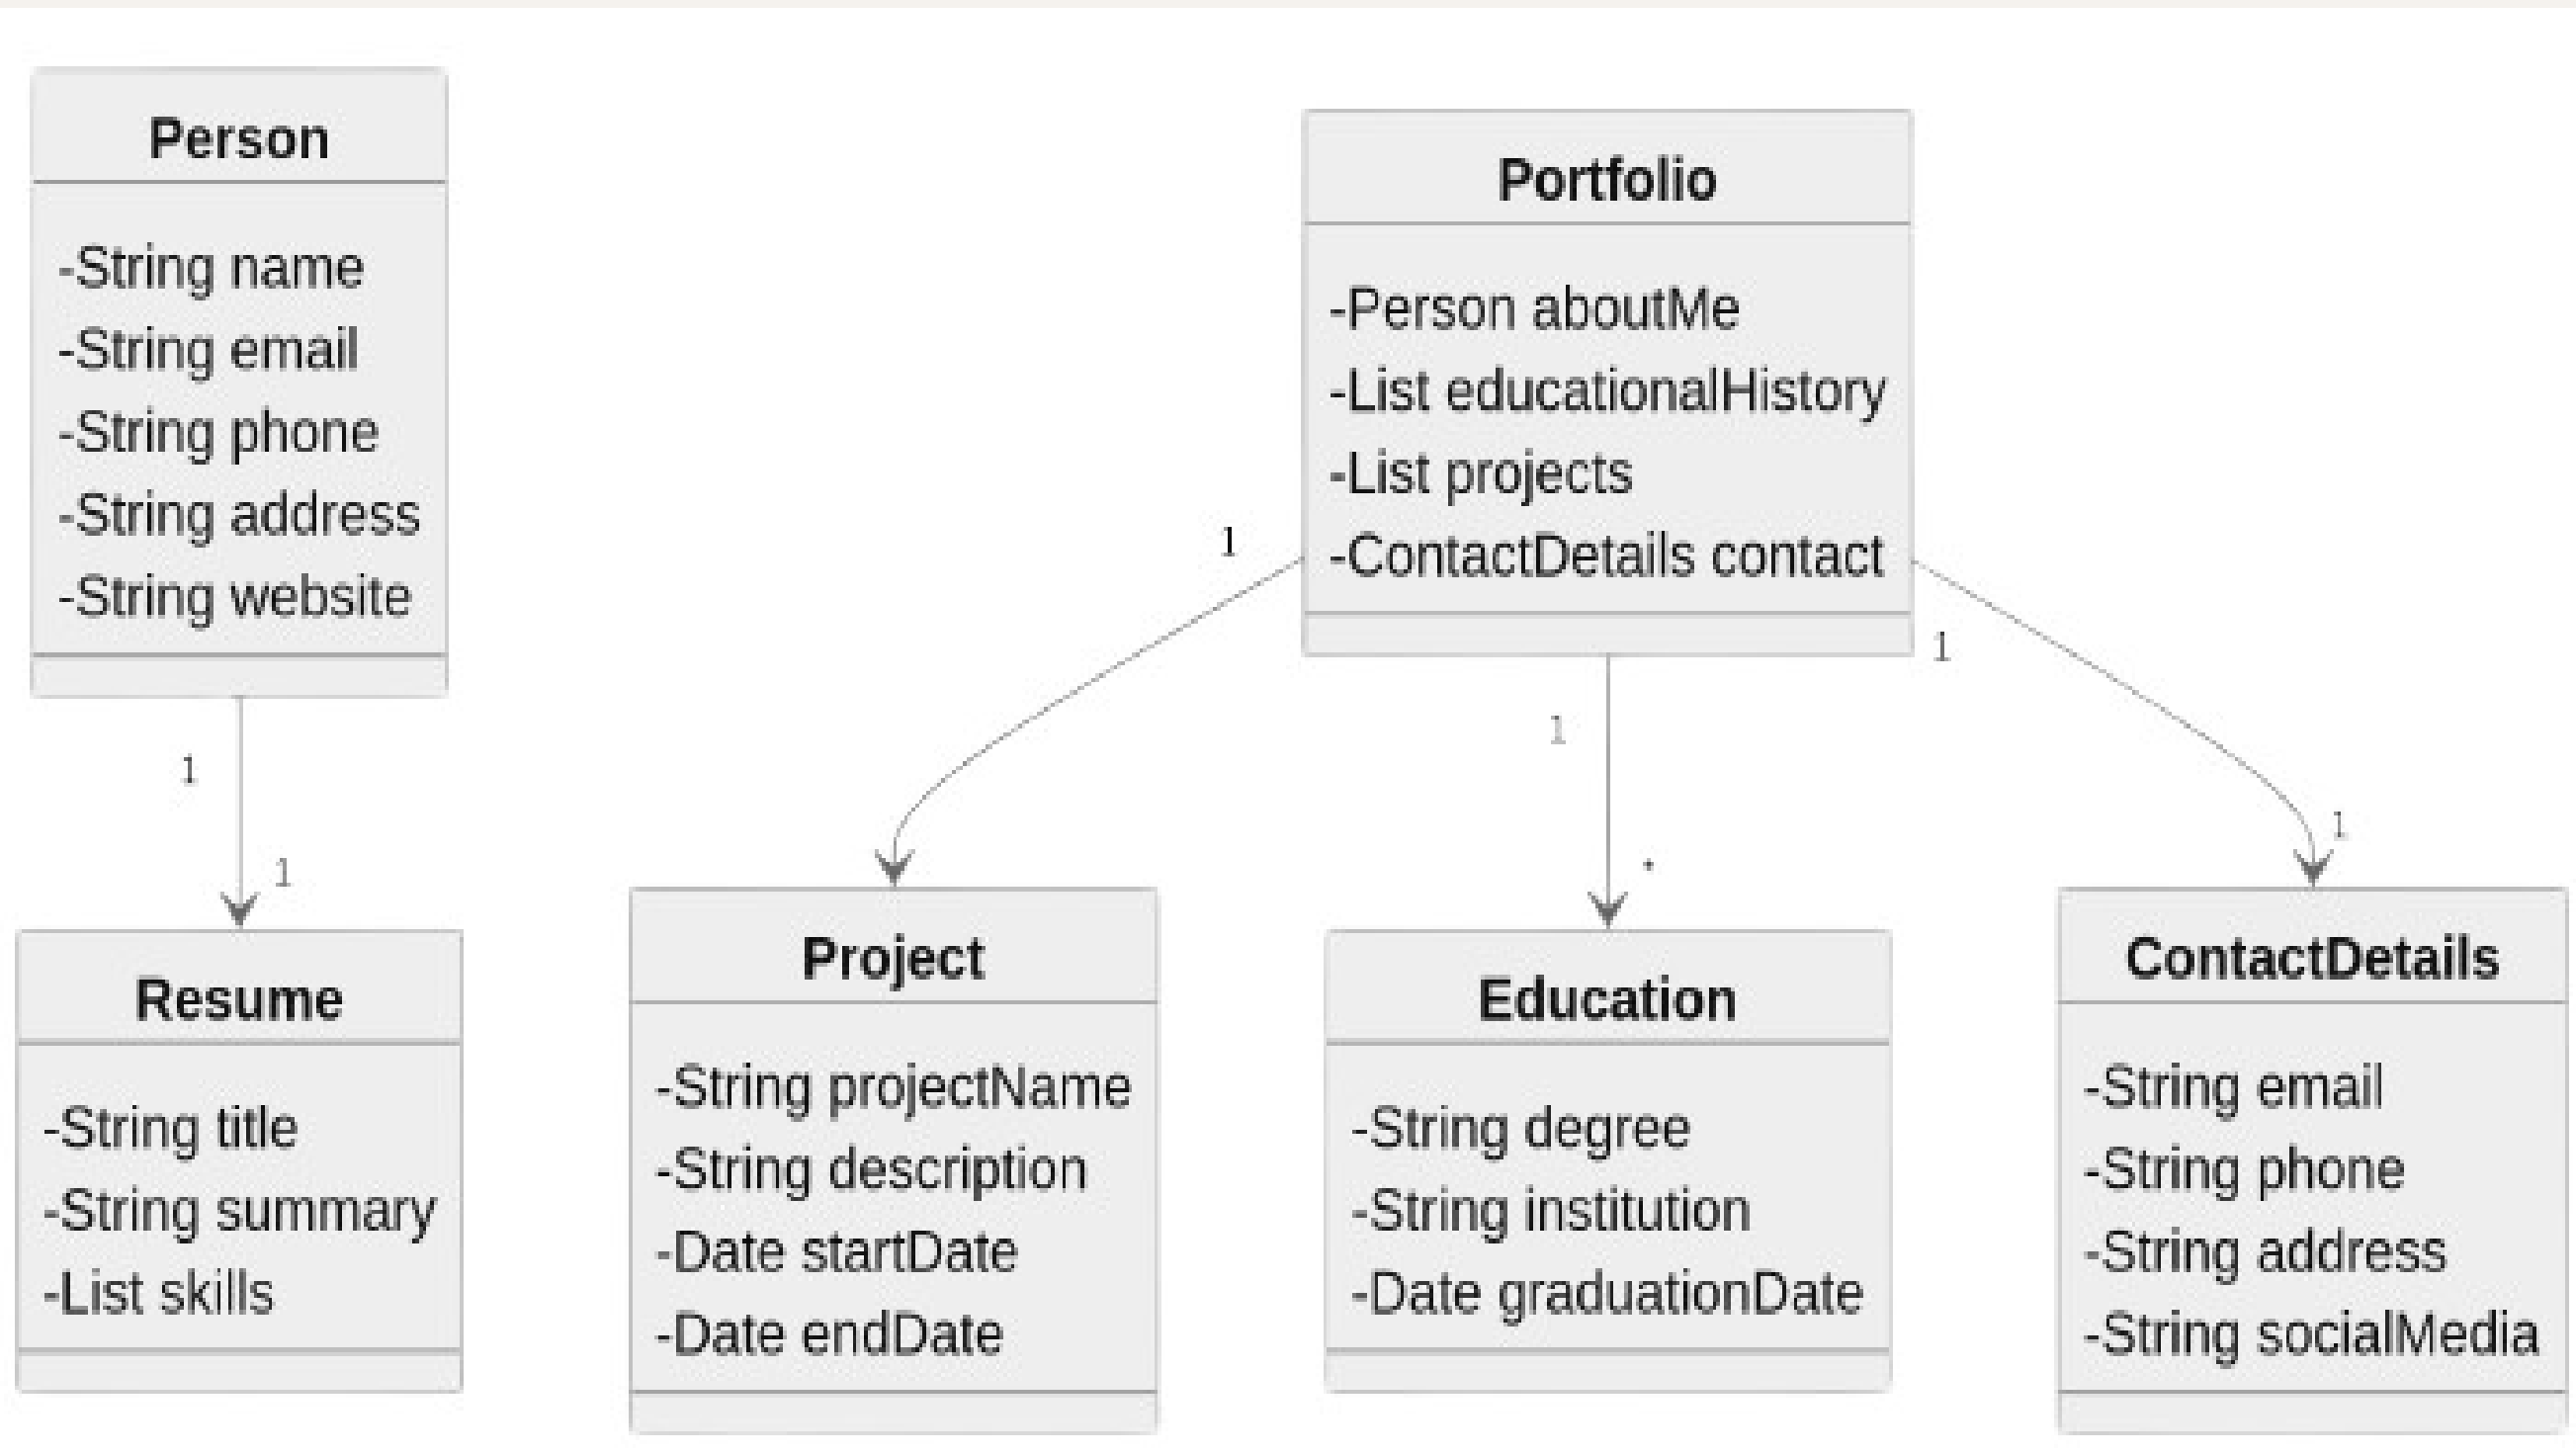 Person
-String name
-String email
-String phone
-String address
-String website
1
1
Resume
-String title
-String summary
-List skills
Portfolio
-Person aboutMe
-List educationalHistory
-List projects
-ContactDetails contact
1
1
1
*
1
Project
-String projectName
-String description
-Date startDate
-Date endDate
Education
-String degree
-String institution
-Date graduationDate
ContactDetails
-String email
-String phone
-String address
-String socialMedia